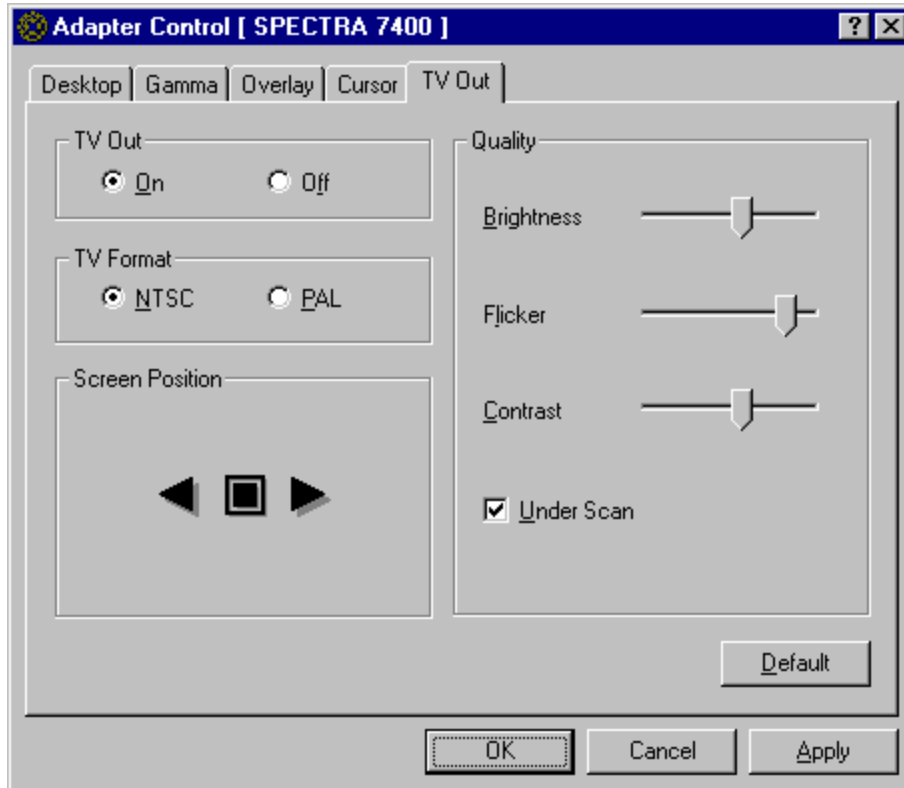 Adapter Control [ SPECTRA 7400 ]
Desktop Gamma Overlay Cursor TV Out
TV Out
On Off
TV Format
NTSC PAL
Screen Position
Quality
Brightness
Flicker
Contrast
Under Scan
Default
OK Cancel Apply